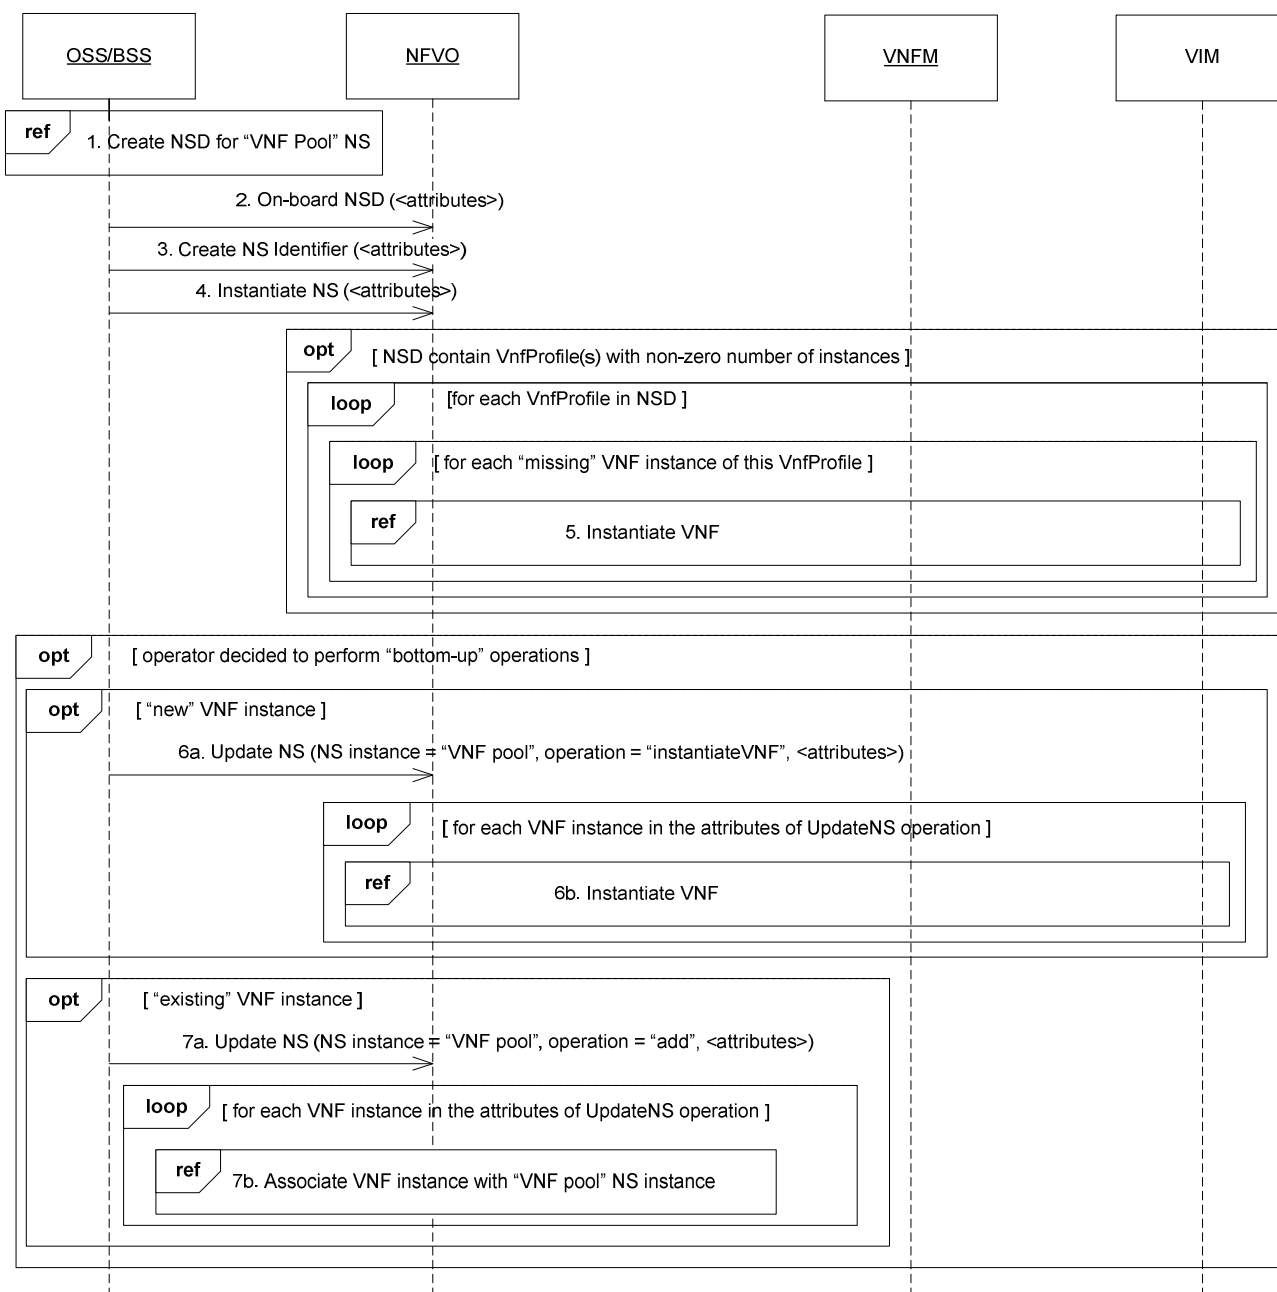 OSS/BSS
NFVO
VNFM
VIM
ref
1. Create NSD for “VNF Pool” NS
2. On-board NSD (<attributes>)
3. Create NS Identifier (<attributes>)
4. Instantiate NS (<attributes>)
opt
[ NSD contain VnfProfile(s) with non-zero number of instances ]
loop
[for each VnfProfile in NSD ]
loop
[ for each “missing” VNF instance of this VnfProfile ]
ref
5. Instantiate VNF
opt
[ operator decided to perform “bottom-up” operations ]
opt
[ “new” VNF instance ]
6a. Update NS (NS instance = “VNF pool”, operation = “instantiateVNF”, <attributes>)
loop
[ for each VNF instance in the attributes of UpdateNS operation ]
ref
6b. Instantiate VNF
opt
[ “existing” VNF instance ]
7a. Update NS (NS instance = “VNF pool”, operation = “add”, <attributes>)
loop
[ for each VNF instance in the attributes of UpdateNS operation ]
ref
7b. Associate VNF instance with “VNF pool” NS instance